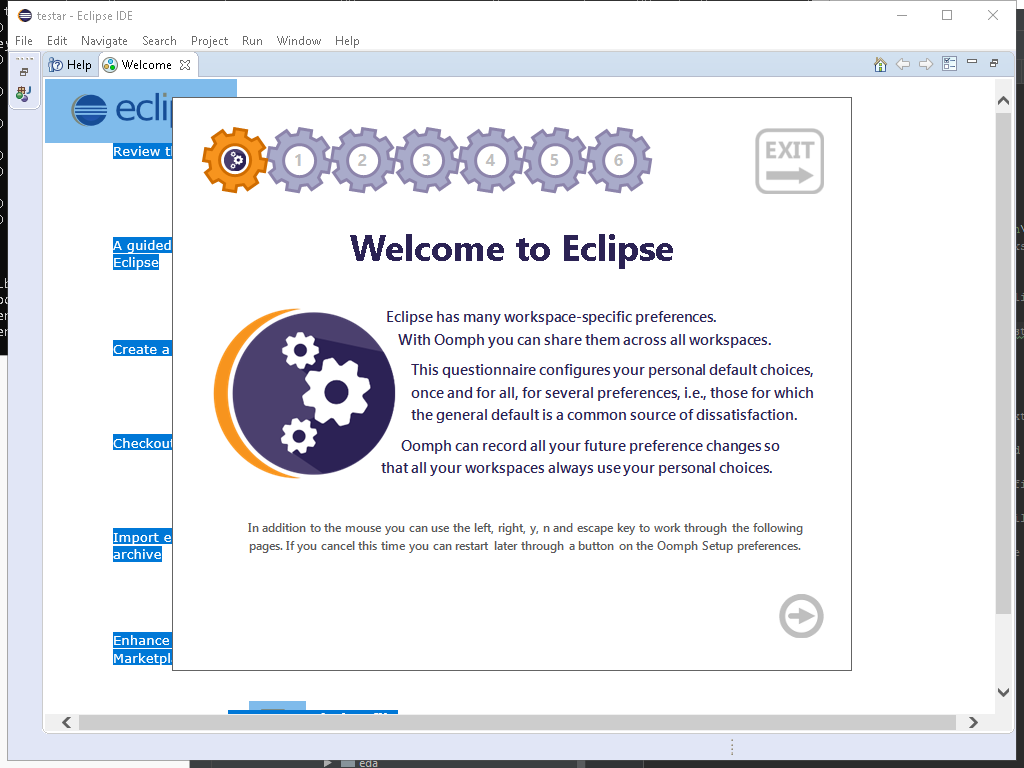 testar - Eclipse IDE
File Edit Navigate Search Project Run Window Help
Help Welcome
eclip
Review th
A guided
Eclipse
Create a
Checkout
Import e
archive
Enhance
Marketpl
1 2 3 4 5 6
EXIT
Welcome to Eclipse
Eclipse has many workspace-specific preferences.
With Oomph you can share them across all workspaces.
This questionnaire configures your personal default choices,
once and for all, for several preferences, i.e., those for which
the general default is a common source of dissatisfaction.
Oomph can record all your future preference changes so
that all your workspaces always use your personal choices.
In addition to the mouse you can use the left, right, y, n and escape key to work through the following
pages. If you cancel this time you can restart later through a button on the Oomph Setup preferences.
eda